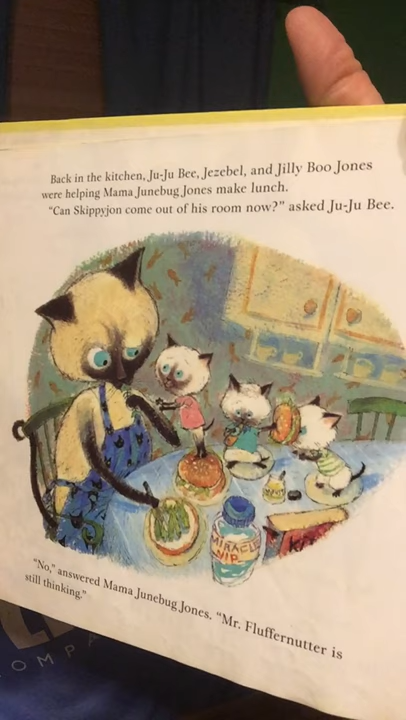 Back in the kitchen, Ju-Ju Bee, Jezebel, and Jilly Boo Jones
were helping Mama Junebug Jones make lunch.
"Can Skippyjon come out of his room now?" asked Ju-Ju Bee.
MIRACLE
NIP
"No," answered Mama Junebug Jones. "Mr. Fluffernutter is
still thinking."